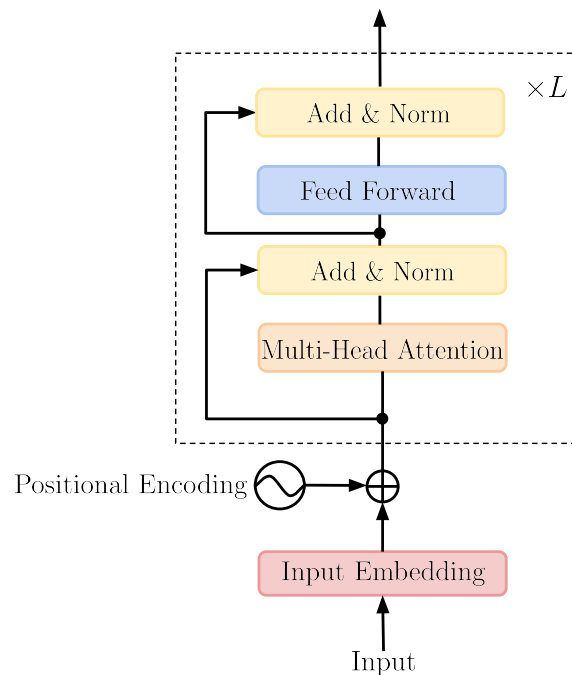 ×L
Add & Norm
Feed Forward
Add & Norm
Multi-Head Attention
Positional Encoding
Input Embedding
Input